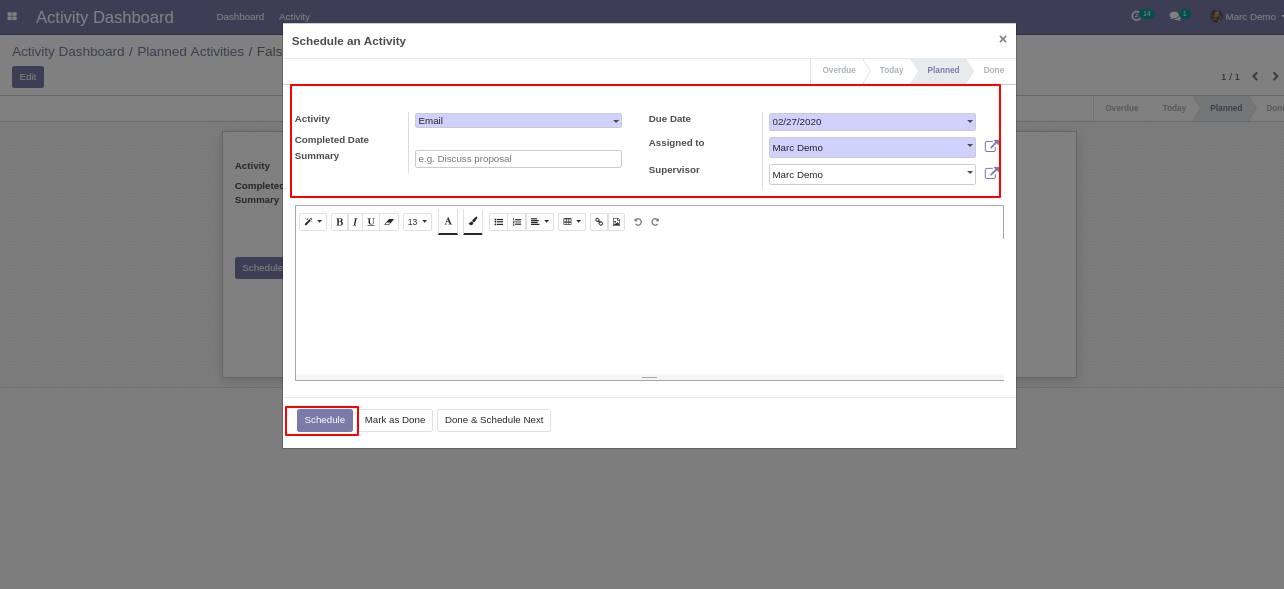 Activity Dashboard Dashboard Activity 14 1 Marc Demo
Schedule an Activity ×
Activity Dashboard / Planned Activities / Fals
Edit 1 / 1
Overdue Today Planned Done
Overdue Today Planned Don
Activity Email Due Date 02/27/2020
Completed Date Assigned to Marc Demo
Summary e.g. Discuss proposal Supervisor Marc Demo
Activity
Completed
Summary
B I U 13 A
Schedule
Schedule Mark as Done Done & Schedule Next